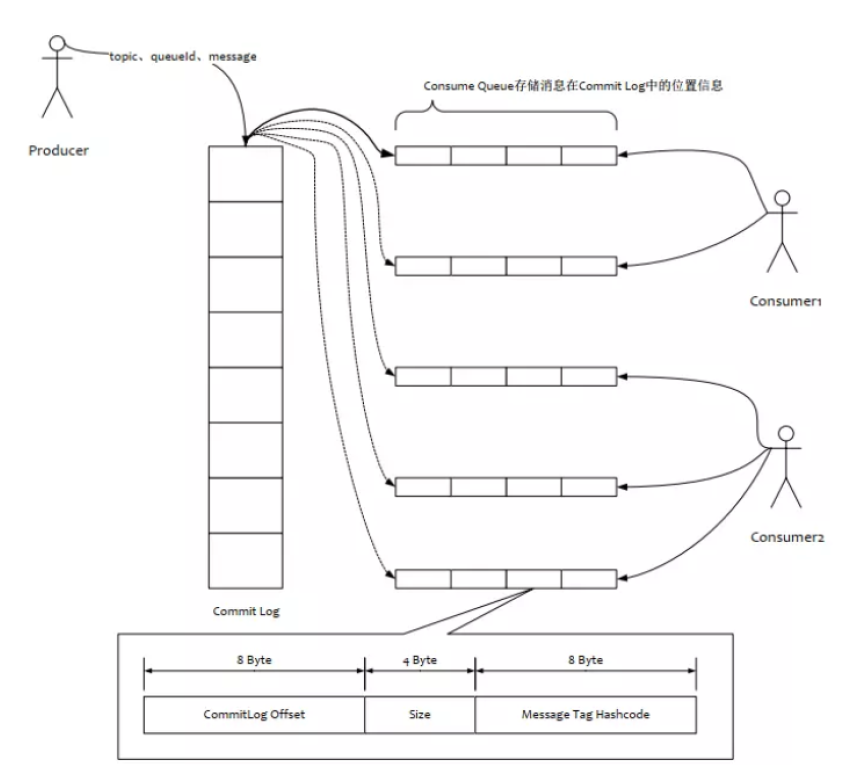 topic、queueId、message
Consume Queue存储消息在Commit Log中的位置信息
Producer
Consumer1
Consumer2
Commit Log
8 Byte
4 Byte
8 Byte
CommitLog Offset
Size
Message Tag Hashcode